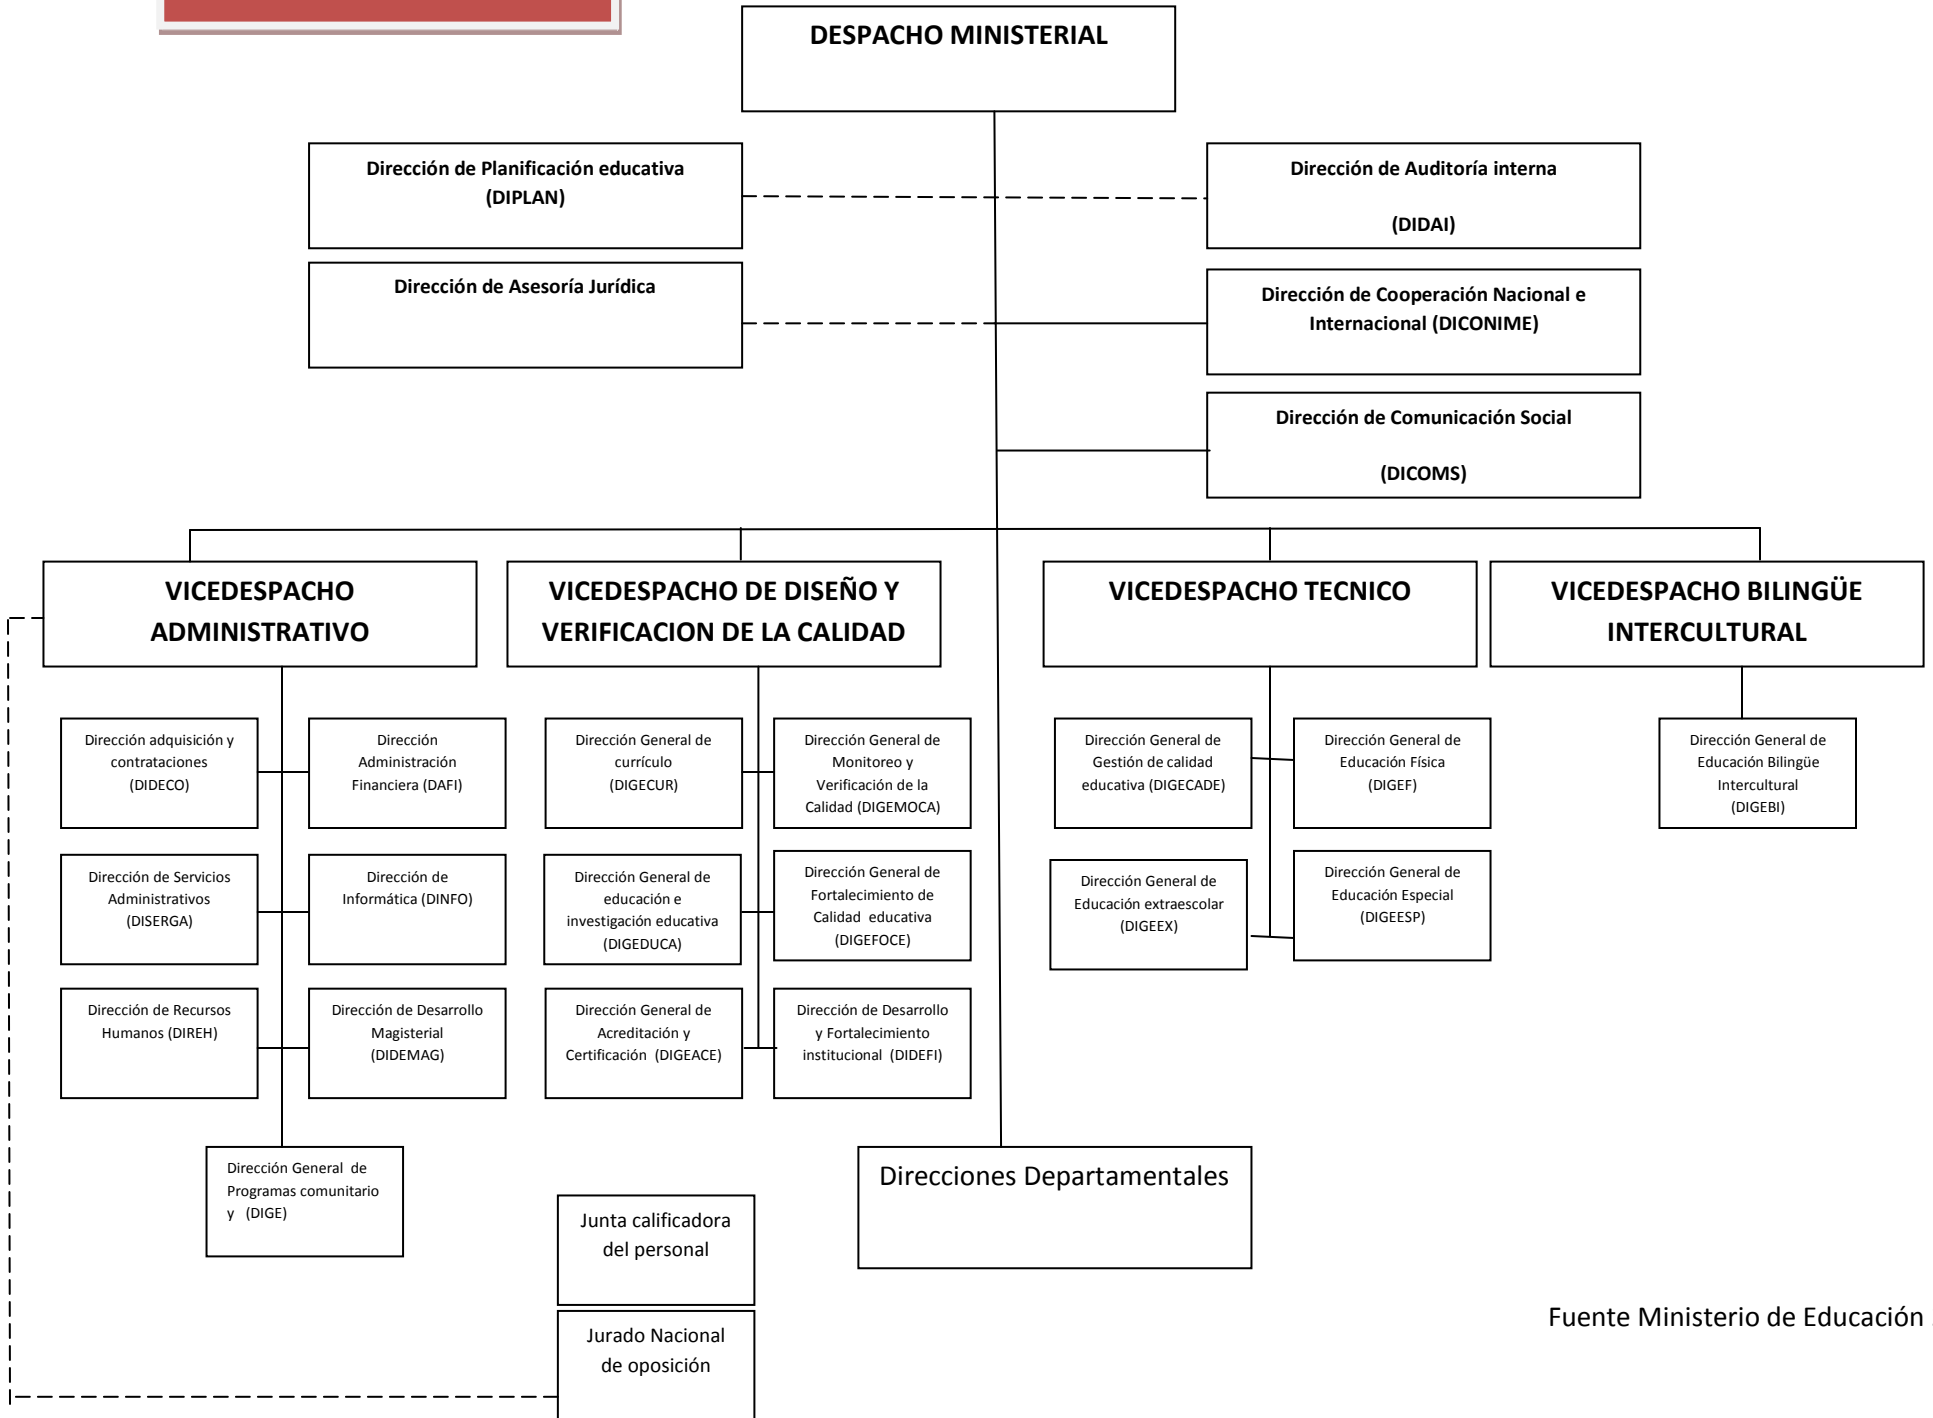 DESPACHO MINISTERIAL
Dirección de Planificación educativa
(DIPLAN)
Dirección de Auditoría interna
(DIDAI)
Dirección de Asesoría Jurídica
Dirección de Cooperación Nacional e
Internacional (DICONIME)
Dirección de Comunicación Social
(DICOMS)
VICEDESPACHO
ADMINISTRATIVO
VICEDESPACHO DE DISEÑO Y
VERIFICACION DE LA CALIDAD
VICEDESPACHO TECNICO
VICEDESPACHO BILINGÜE
INTERCULTURAL
Dirección adquisición y
contrataciones
(DIDECO)
Dirección
Administración
Financiera (DAFI)
Dirección General de
currículo
(DIGECUR)
Dirección General de
Monitoreo y
Verificación de la
Calidad (DIGEMOCA)
Dirección General de
Gestión de calidad
educativa (DIGECADE)
Dirección General de
Educación Física
(DIGEF)
Dirección General de
Educación Bilingüe
Intercultural
(DIGEBI)
Dirección de Servicios
Administrativos
(DISERGA)
Dirección de
Informática (DINFO)
Dirección General de
educación e
investigación educativa
(DIGEDUCA)
Dirección General de
Fortalecimiento de
Calidad educativa
(DIGEFOCE)
Dirección General de
Educación extraescolar
(DIGEEX)
Dirección General de
Educación Especial
(DIGEESP)
Dirección de Recursos
Humanos (DIREH)
Dirección de Desarrollo
Magisterial
(DIDEMAG)
Dirección General de
Acreditación y
Certificación (DIGEACE)
Dirección de Desarrollo
y Fortalecimiento
institucional (DIDEFI)
Dirección General de
Programas comunitario
y (DIGE)
Direcciones Departamentales
Junta calificadora
del personal
Jurado Nacional
de oposición
Fuente Ministerio de Educación